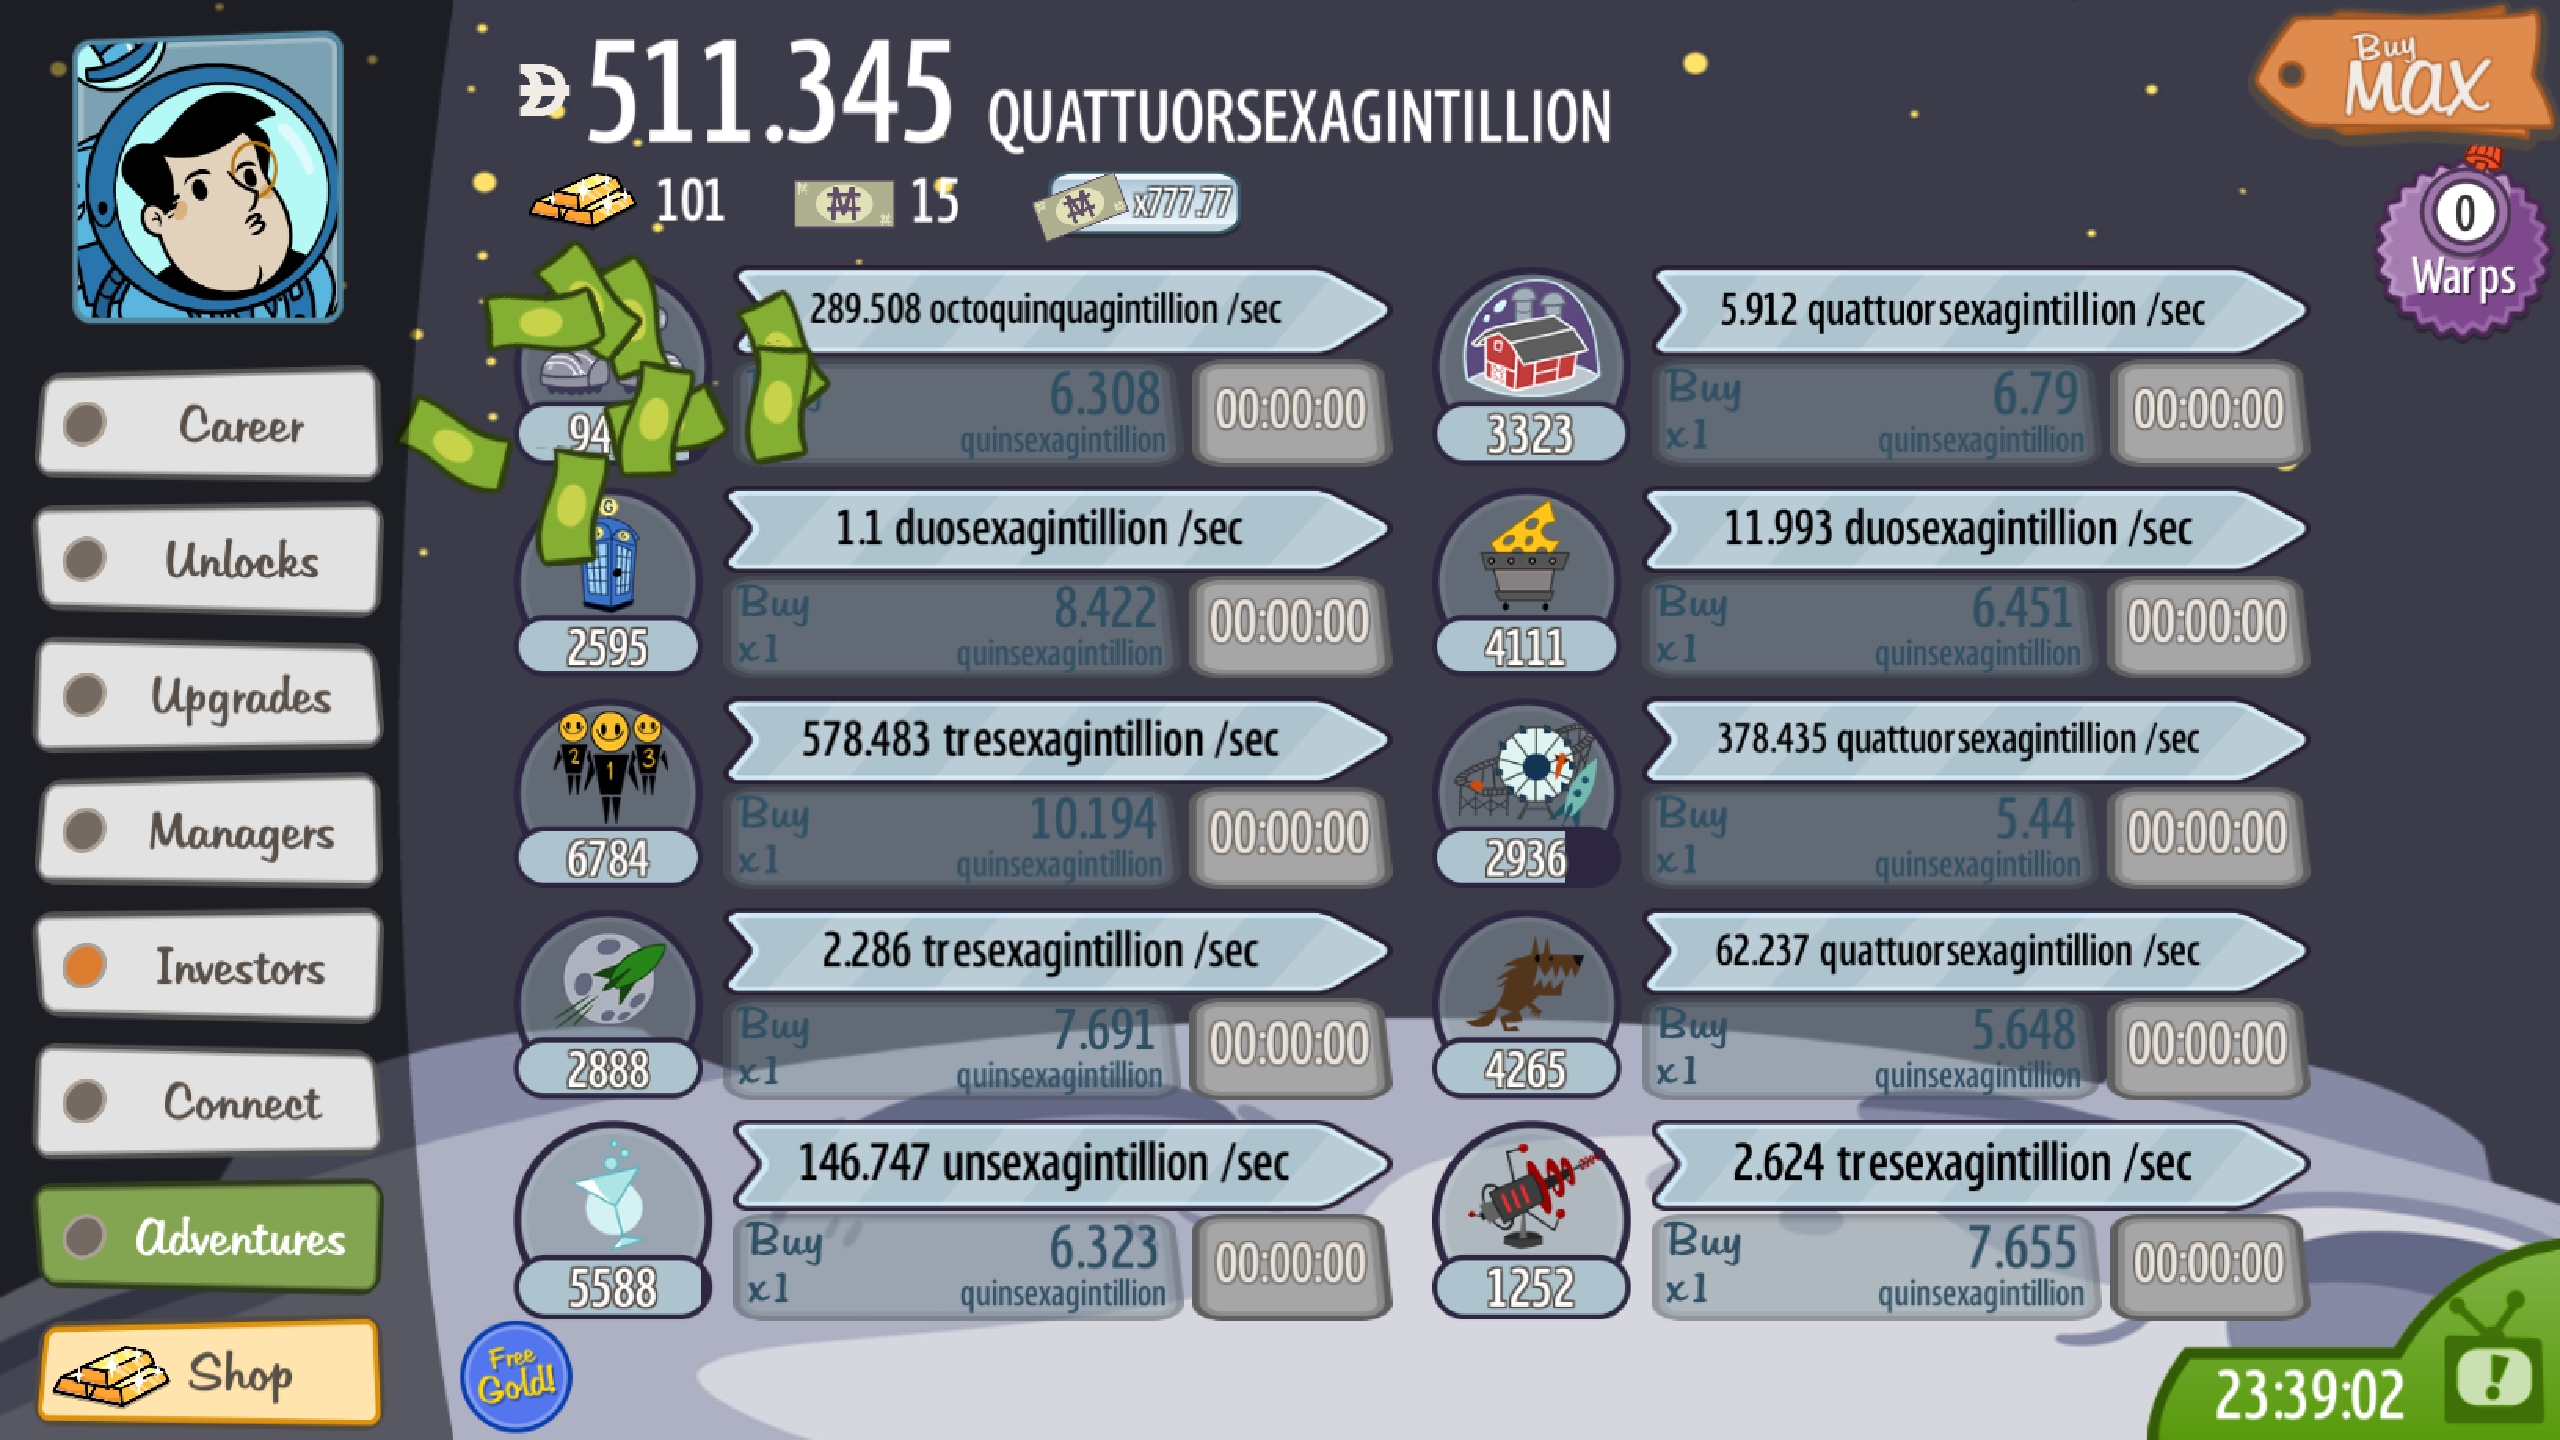 511.345 QUATTUORSEXAGINTILLION
Buy
MAX
101
15
x777.77
0
Warps
289.508 octoquinquagintillion /sec
6.308
quinsexagintillion
00:00:00
5.912 quattuorsexagintillion /sec
3323
Buy
x1
6.79
quinsexagintillion
00:00:00
1.1 duosexagintillion /sec
2595
Buy
x1
8.422
quinsexagintillion
00:00:00
11.993 duosexagintillion /sec
4111
Buy
x1
6.451
quinsexagintillion
00:00:00
578.483 tresexagintillion /sec
2 1 3
6784
Buy
x1
10.194
quinsexagintillion
00:00:00
378.435 quattuorsexagintillion /sec
2936
Buy
x1
5.44
quinsexagintillion
00:00:00
2.286 tresexagintillion /sec
2888
Buy
x1
7.691
quinsexagintillion
00:00:00
62.237 quattuorsexagintillion /sec
4265
Buy
x1
5.648
quinsexagintillion
00:00:00
146.747 unsexagintillion /sec
5588
Buy
x1
6.323
quinsexagintillion
00:00:00
2.624 tresexagintillion /sec
1252
Buy
x1
7.655
quinsexagintillion
00:00:00
Career
Unlocks
Upgrades
Managers
Investors
Connect
Adventures
Shop
Free
Gold!
23:39:02